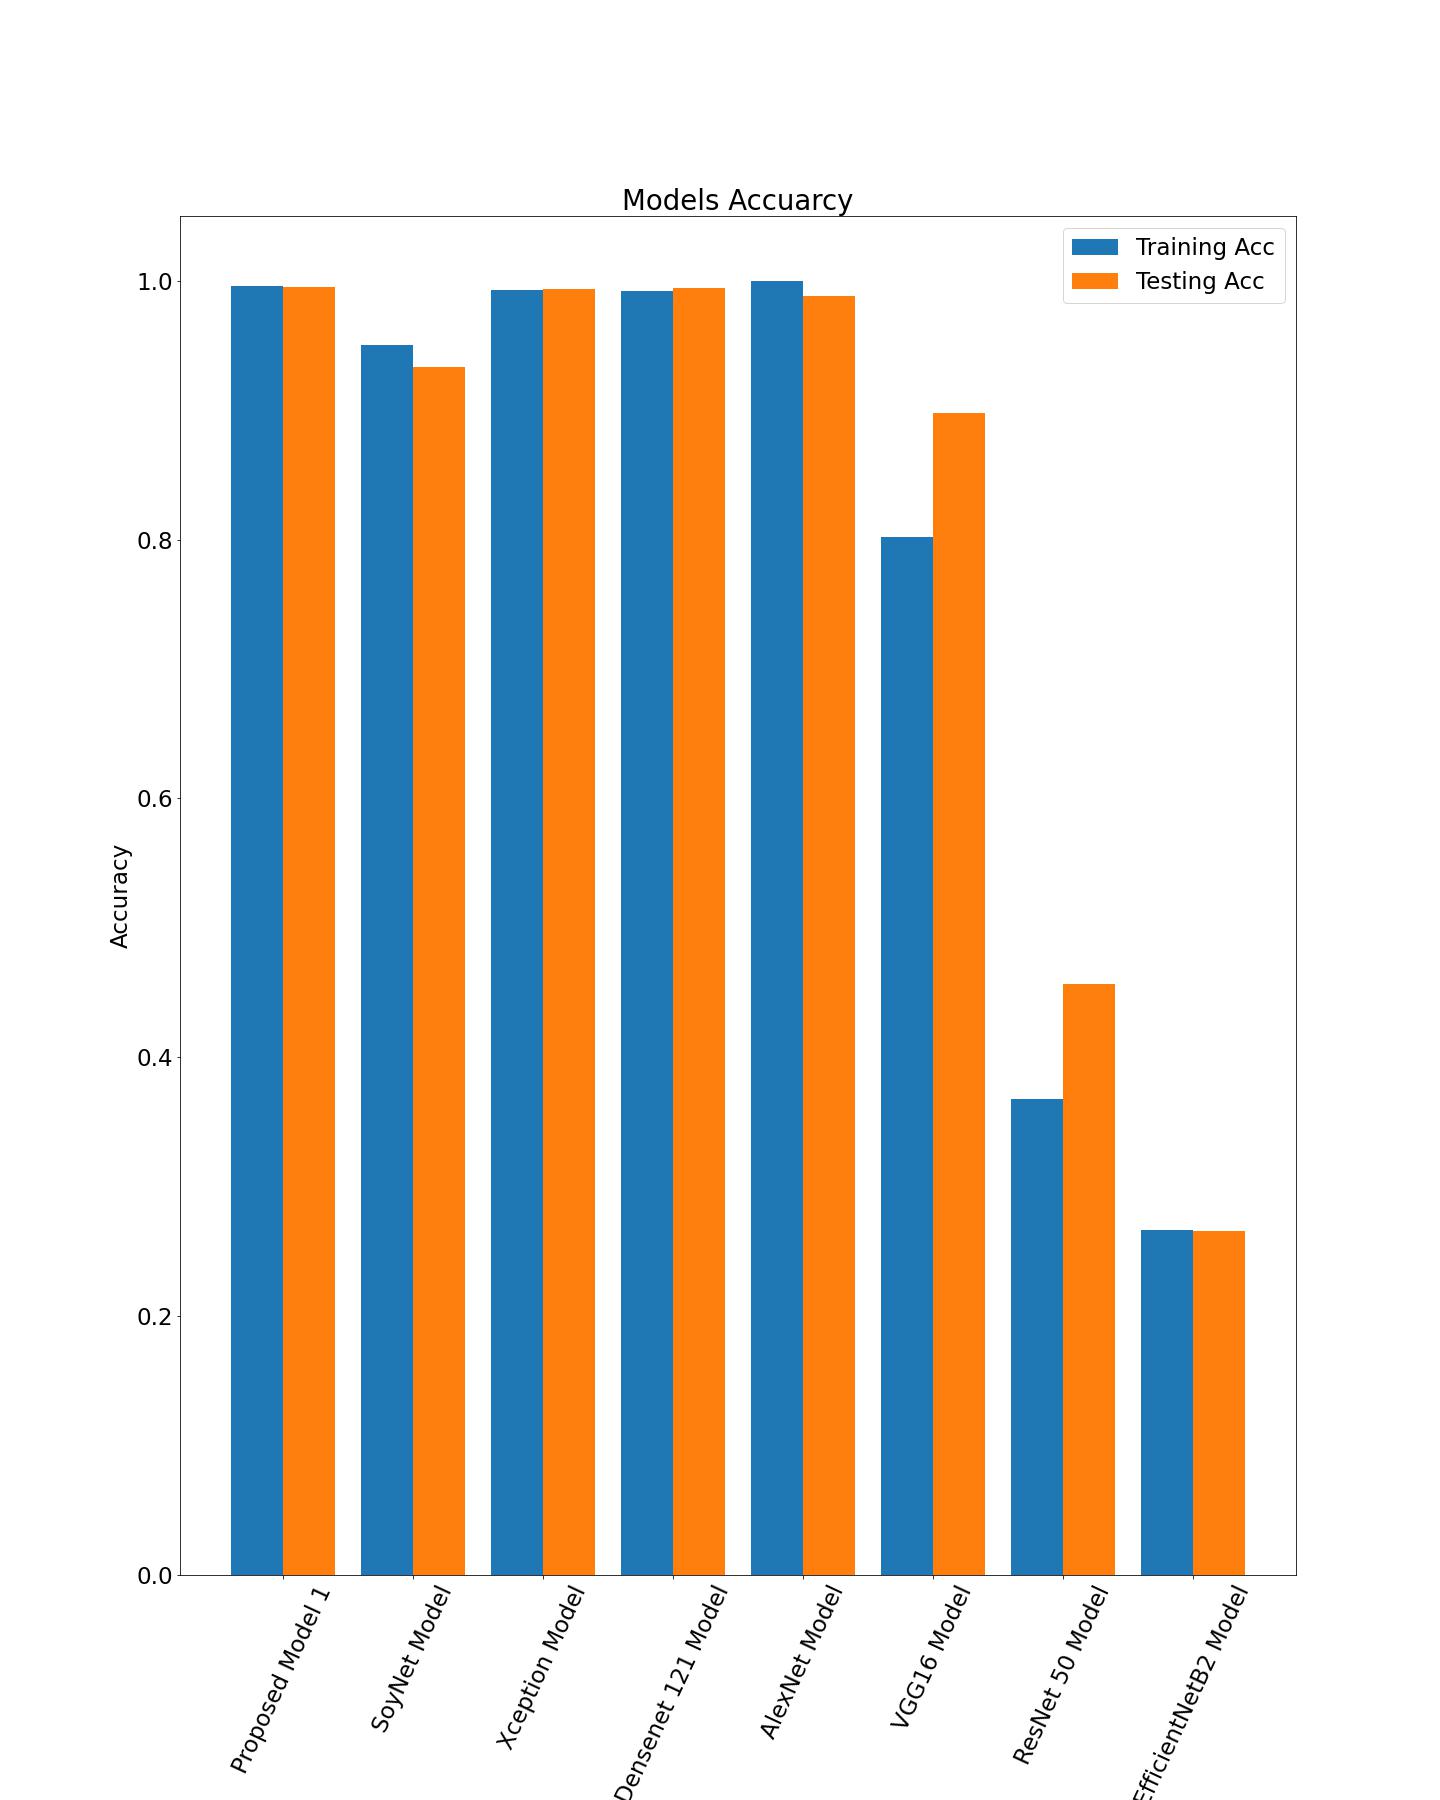 Models Accuarcy
Training Acc
Testing Acc
1.0
0.8
0.6
0.4
0.2
0.0
Accuracy
Proposed Model 1
SoyNet Model
Xception Model
Densenet 121 Model
AlexNet Model
VGG16 Model
ResNet 50 Model
EfficientNetB2 Model